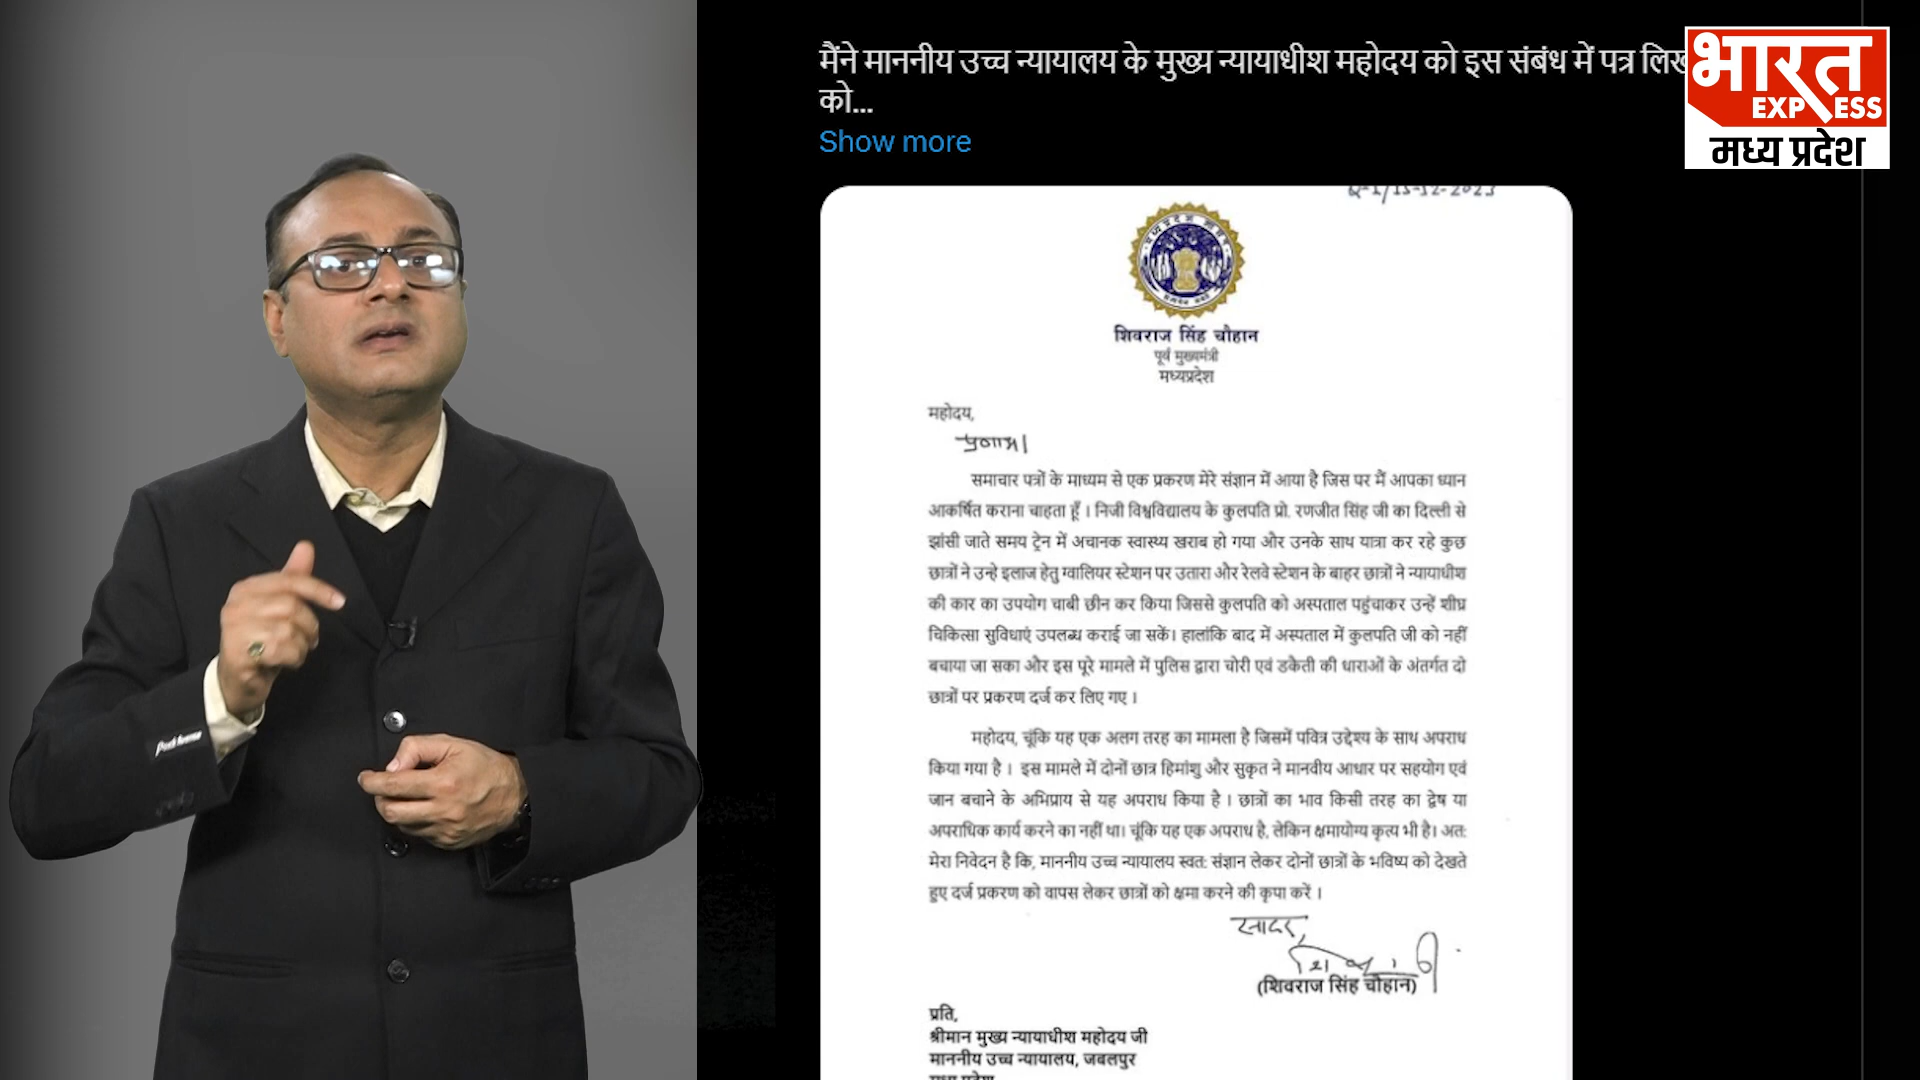 मैंने माननीय उच्च न्यायालय के मुख्य न्यायाधीश महोदय को इस संबंध में पत्र
को...
Show more
भारत
EXPRESS
मध्य प्रदेश
शिवराज सिंह चौहान
पूर्व मुख्यमंत्री
मध्यप्रदेश
महोदय,
प्रणाम।
समाचार पत्रों के माध्यम से एक प्रकरण मेरे संज्ञान में आया है जिस पर मैं आपका ध्यान
आकर्षित कराना चाहता हूँ । निजी विश्वविद्यालय के कुलपति प्रो. रणजीत सिंह जी का दिल्ली से
झांसी जाते समय ट्रेन में अचानक स्वास्थ्य खराब हो गया और उनके साथ यात्रा कर रहे कुछ
छात्रों ने उन्हे इलाज हेतु ग्वालियर स्टेशन पर उतारा और रेलवे स्टेशन के बाहर छात्रों ने न्यायाधीश
की कार का उपयोग चाबी छीन कर किया जिससे कुलपति को अस्पताल पहुंचाकर उन्हें शीघ्र
चिकित्सा सुविधाएं उपलब्ध कराई जा सकें। हालांकि बाद में अस्पताल में कुलपति जी को नहीं
बचाया जा सका और इस पूरे मामले में पुलिस द्वारा चोरी एवं डकैती की धाराओं के अंतर्गत दो
छात्रों पर प्रकरण दर्ज कर लिए गए ।
महोदय, चूंकि यह एक अलग तरह का मामला है जिसमें पवित्र उद्देश्य के साथ अपराध
किया गया है । इस मामले में दोनों छात्र हिमांशु और सुकृत ने मानवीय आधार पर सहयोग एवं
जान बचाने के अभिप्राय से यह अपराध किया है । छात्रों का भाव किसी तरह का द्वेष या
अपराधिक कार्य करने का नहीं था। चूंकि यह एक अपराध है, लेकिन क्षमायोग्य कृत्य भी है। अत:
मेरा निवेदन है कि, माननीय उच्च न्यायालय स्वत: संज्ञान लेकर दोनों छात्रों के भविष्य को देखते
हुए दर्ज प्रकरण को वापस लेकर छात्रों को क्षमा करने की कृपा करें ।
सादर,
(शिवराज सिंह चौहान)
प्रति,
श्रीमान मुख्य न्यायाधीश महोदय जी
माननीय उच्च न्यायालय, जबलपुर